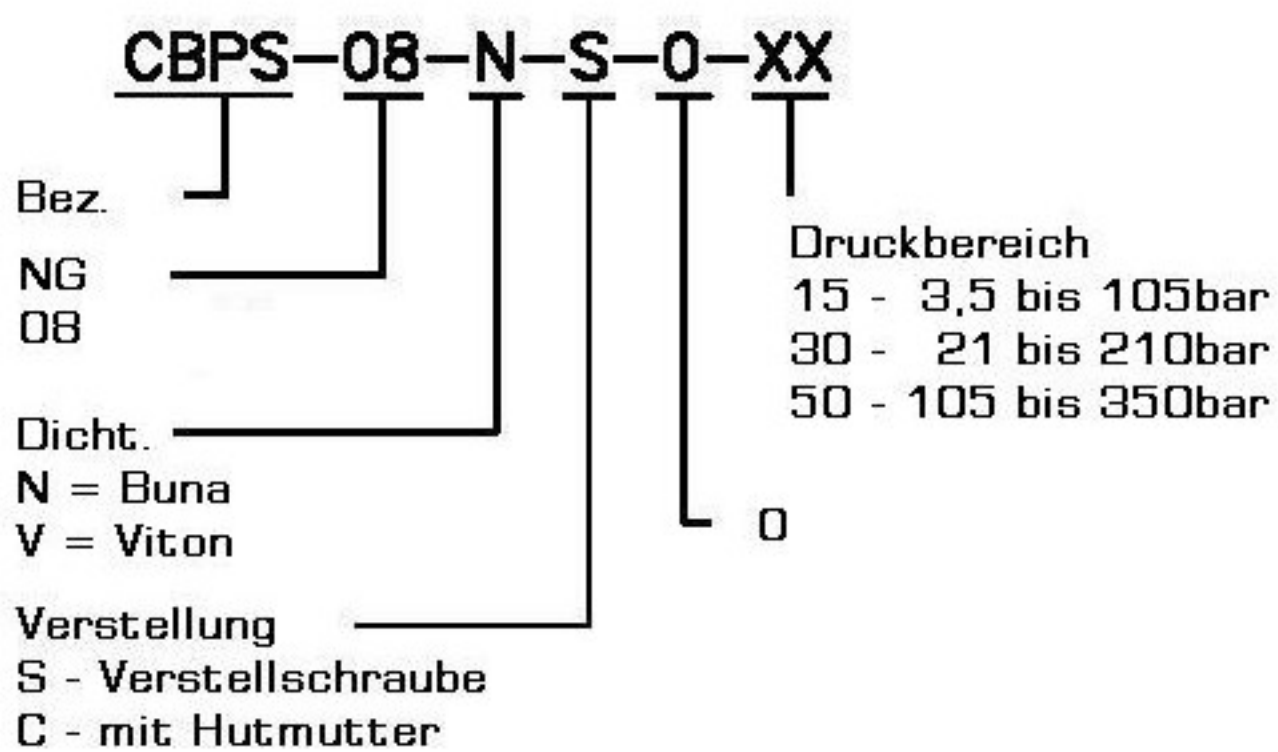 CBPS-08-N-S-0-XX
Bez.
NG
08
Dicht.
N = Buna
V = Viton
Verstellung
S - Verstellschraube
C - mit Hutmutter
0
Druckbereich
15 - 3,5 bis 105bar
30 - 21 bis 210bar
50 - 105 bis 350bar